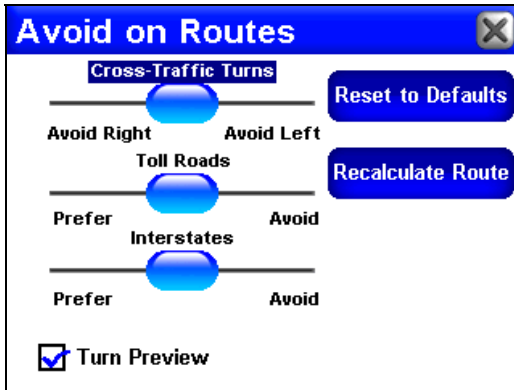 Avoid on Routes
Cross-Traffic Turns
Reset to Defaults
Avoid Right Avoid Left
Toll Roads
Recalculate Route
Prefer Avoid
Interstates
Prefer Avoid
Turn Preview